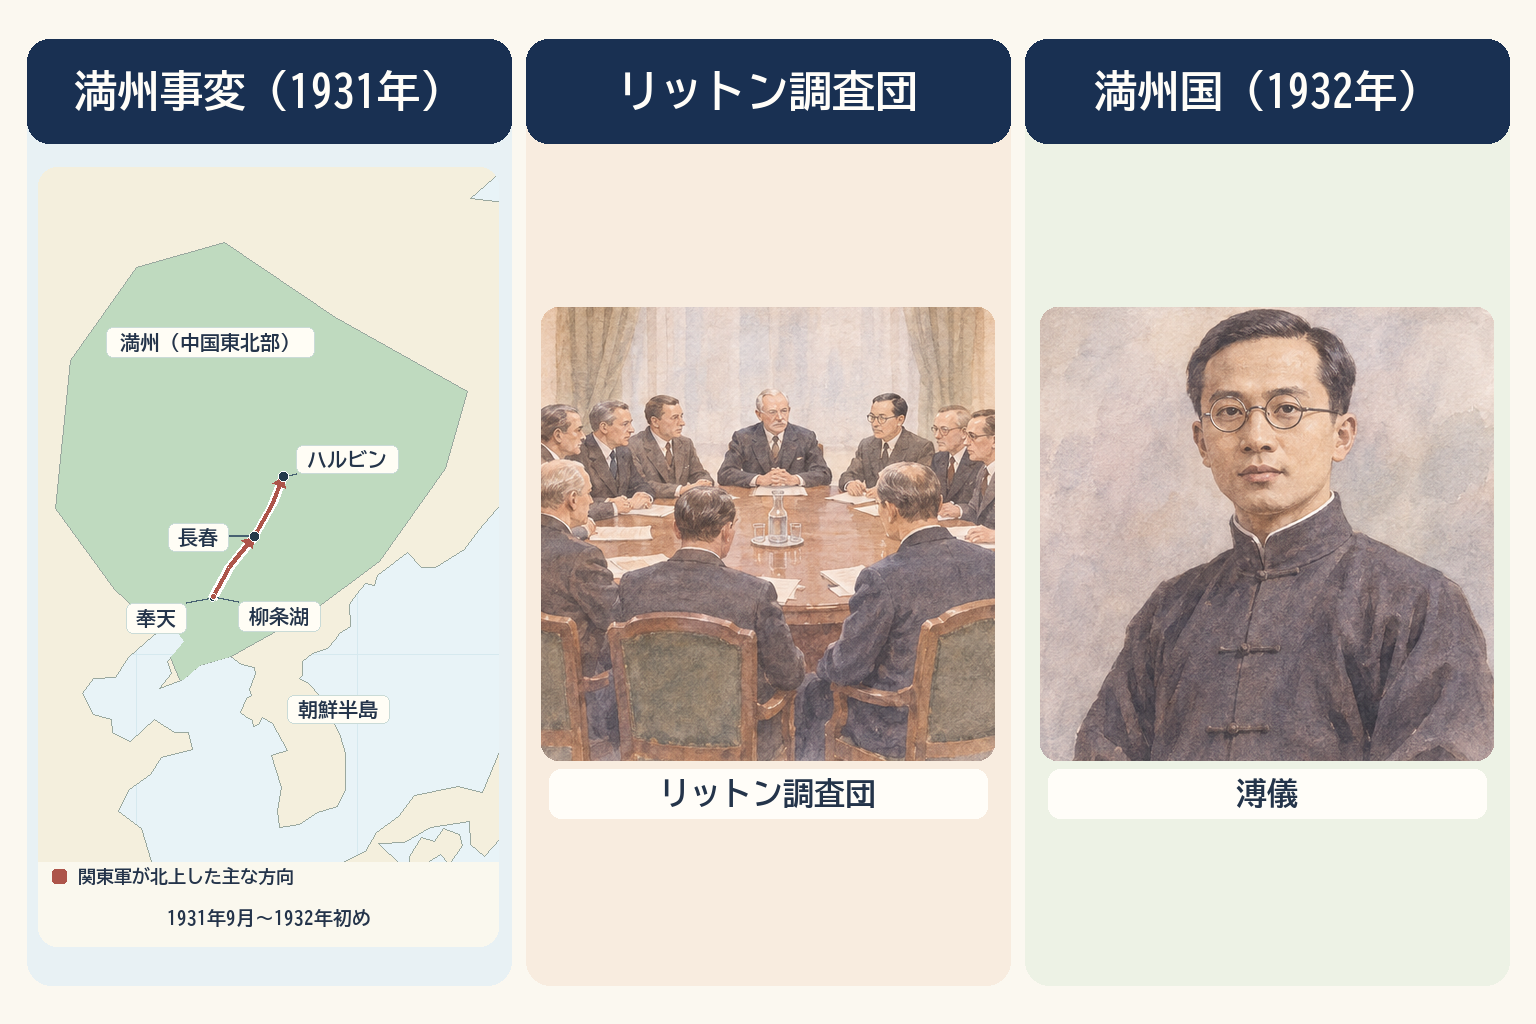 満州事変（1931年）
満州（中国東北部）
ハルビン
長春
奉天
柳条湖
朝鮮半島
関東軍が北上した主な方向
1931年9月～1932年初め
リットン調査団
リットン調査団
満州国（1932年）
溥儀